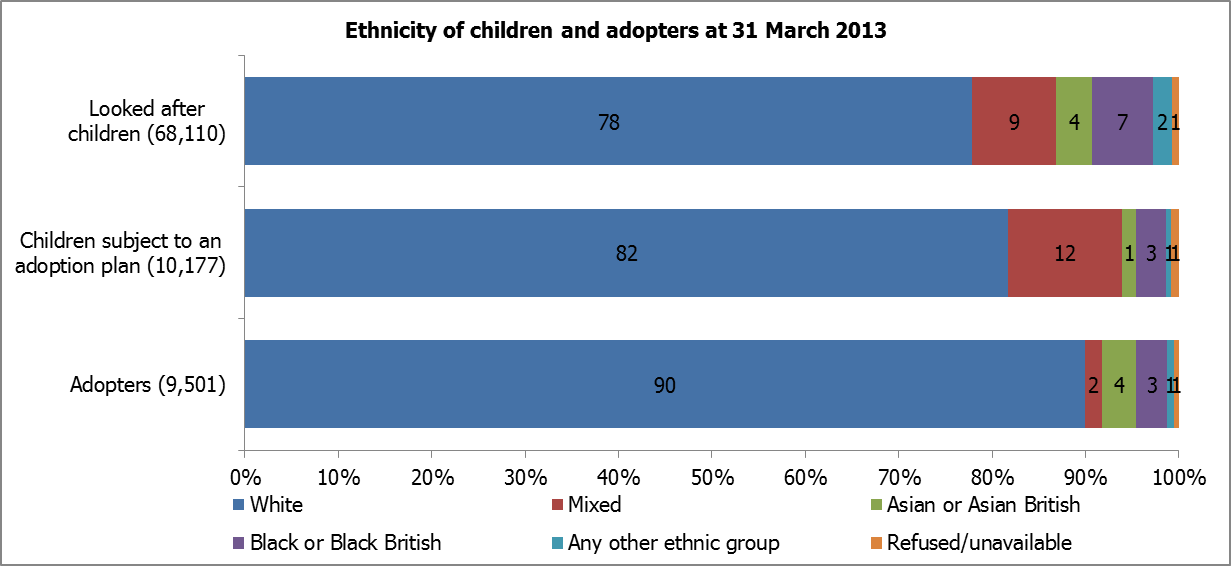 Ethnicity of children and adopters at 31 March 2013
Looked after
children (68,110)
78 9 4 7 2 1
Children subject to an
adoption plan (10,177)
82 12 1 3 1 1
Adopters (9,501)
90 2 4 3 1 1
0% 10% 20% 30% 40% 50% 60% 70% 80% 90% 100%
White Mixed Asian or Asian British
Black or Black British Any other ethnic group Refused/unavailable